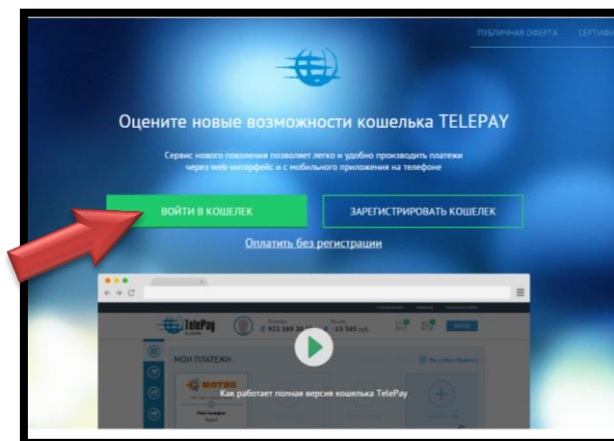 ПУБЛИЧНАЯ ОФЕРТА СЕРТИФИ
Оцените новые возможности кошелька TELEPAY
Сервис нового поколения позволяет легко и удобно производить платежи
через web-интерфейс и с мобильного приложения на телефоне
ВОЙТИ В КОШЕЛЕК ЗАРЕГИСТРИРОВАТЬ КОШЕЛЕК
Оплатить без регистрации
TelePay
МОИ ПЛАТЕЖИ
МОТИВ
Как работает полная версия кошелька TelePay